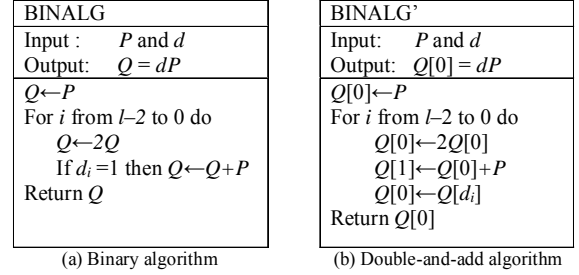 BINALG
Input : P and d
Output: Q = dP
Q←P
For i from l–2 to 0 do
Q←2Q
If di =1 then Q←Q+P
Return Q
(a) Binary algorithm
BINALG’
Input: P and d
Output: Q[0] = dP
Q[0]←P
For i from l–2 to 0 do
Q[0]←2Q[0]
Q[1]←Q[0]+P
Q[0]←Q[di]
Return Q[0]
(b) Double-and-add algorithm